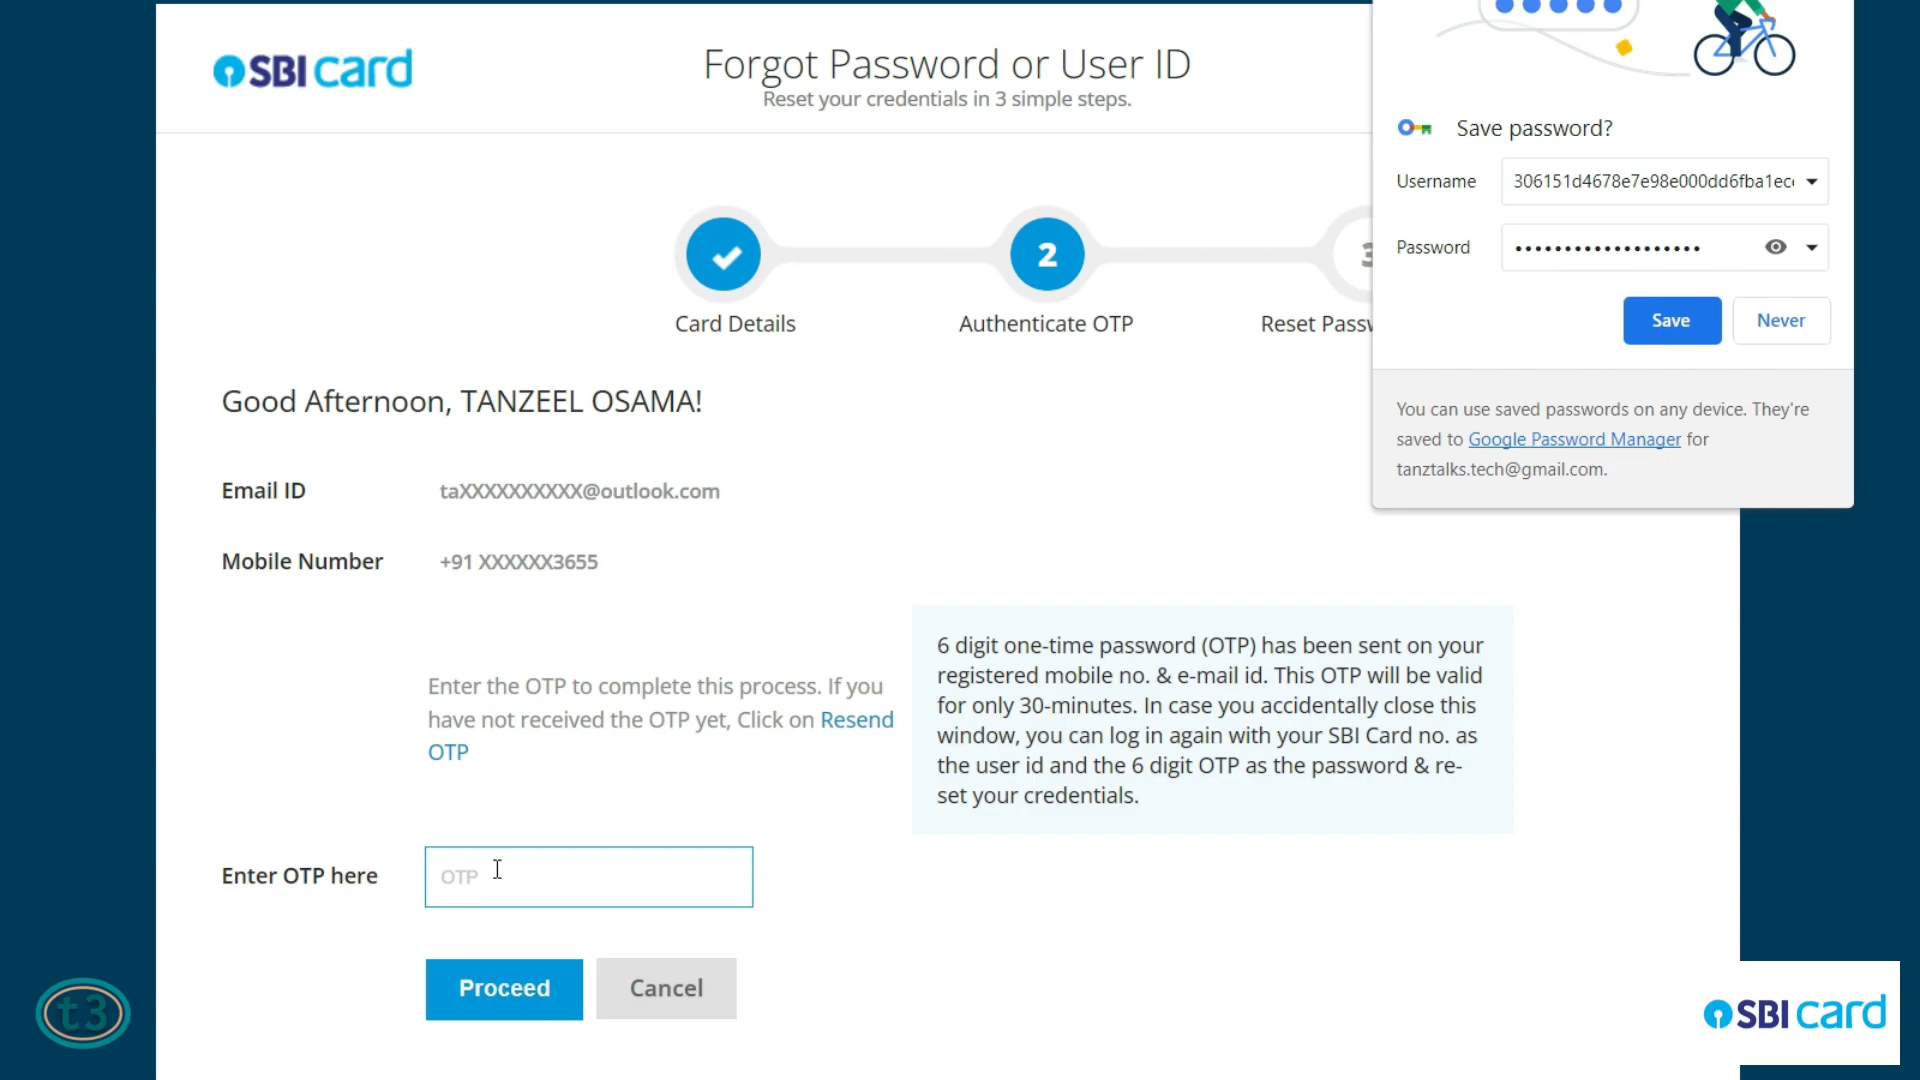 SBI card
Forgot Password or User ID
Reset your credentials in 3 simple steps.
Save password?
Username
306151d4678e7e98e000dd6fba1ec
Password
•••••••••••••••••••
Save
Never
You can use saved passwords on any device. They're
saved to Google Password Manager for
tanztalks.tech@gmail.com.
2
3
Card Details
Authenticate OTP
Reset Passw
Good Afternoon, TANZEEL OSAMA!
Email ID
taXXXXXXXXXX@outlook.com
Mobile Number
+91 XXXXXX3655
Enter the OTP to complete this process. If you
have not received the OTP yet, Click on Resend
OTP
6 digit one-time password (OTP) has been sent on your
registered mobile no. & e-mail id. This OTP will be valid
for only 30-minutes. In case you accidentally close this
window, you can log in again with your SBI Card no. as
the user id and the 6 digit OTP as the password & re-
set your credentials.
Enter OTP here
OTP
Proceed
Cancel
t3
SBI card